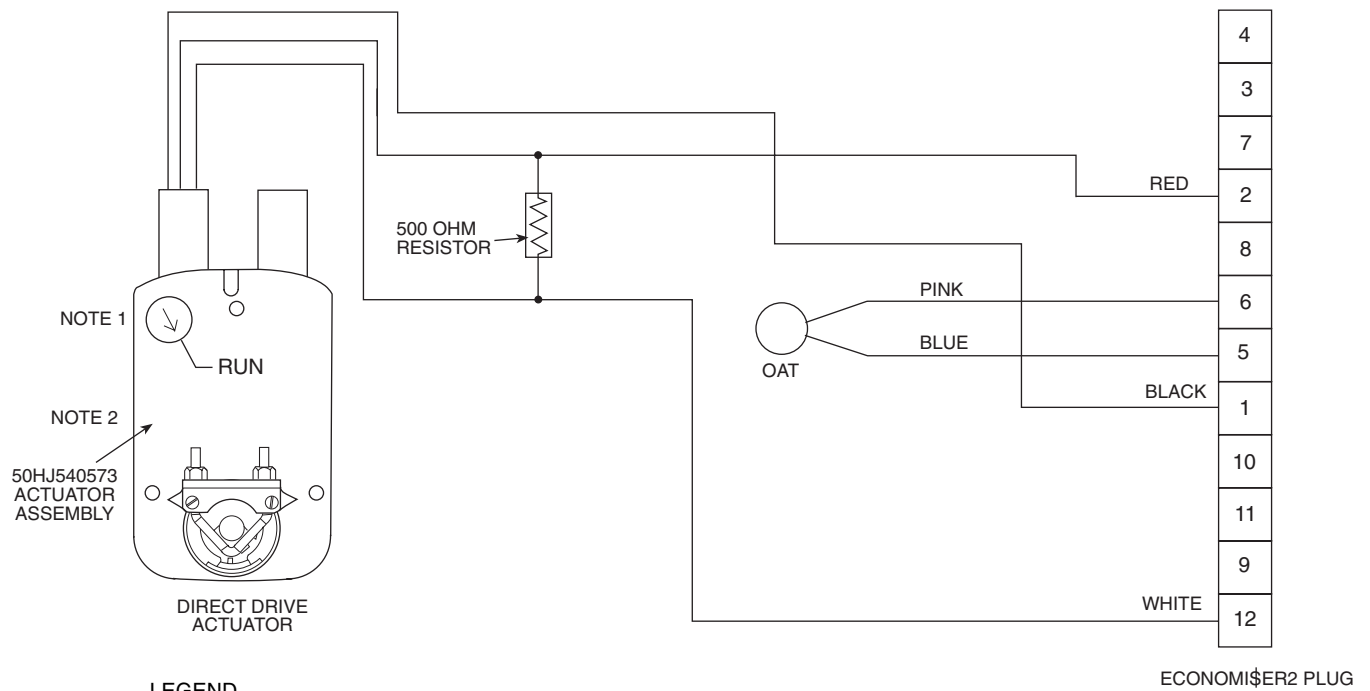 4
3
7
RED
2
8
500 OHM
RESISTOR
PINK
6
NOTE 1
RUN
BLUE
5
OAT
BLACK
1
NOTE 2
10
50HJ540573
ACTUATOR
ASSEMBLY
11
9
DIRECT DRIVE
ACTUATOR
WHITE
12
ECONOMI$ER2 PLUG
LEGEND